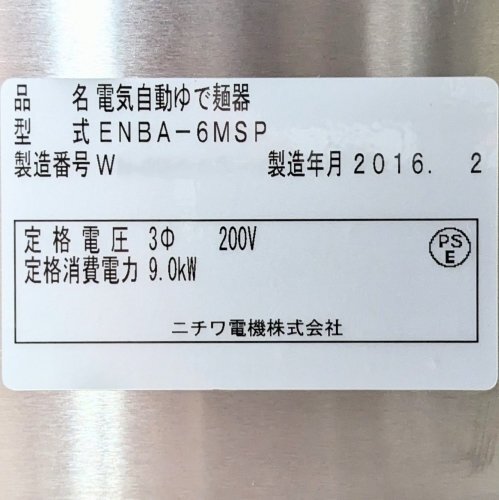 品　　名 電気自動ゆで麺器
型　　式 ENBA－6MSP
製造番号 W　　　製造年月 2016. 2
定格電圧 3Φ　200V
PS
E
定格消費電力 9.0kW
ニチワ電機株式会社